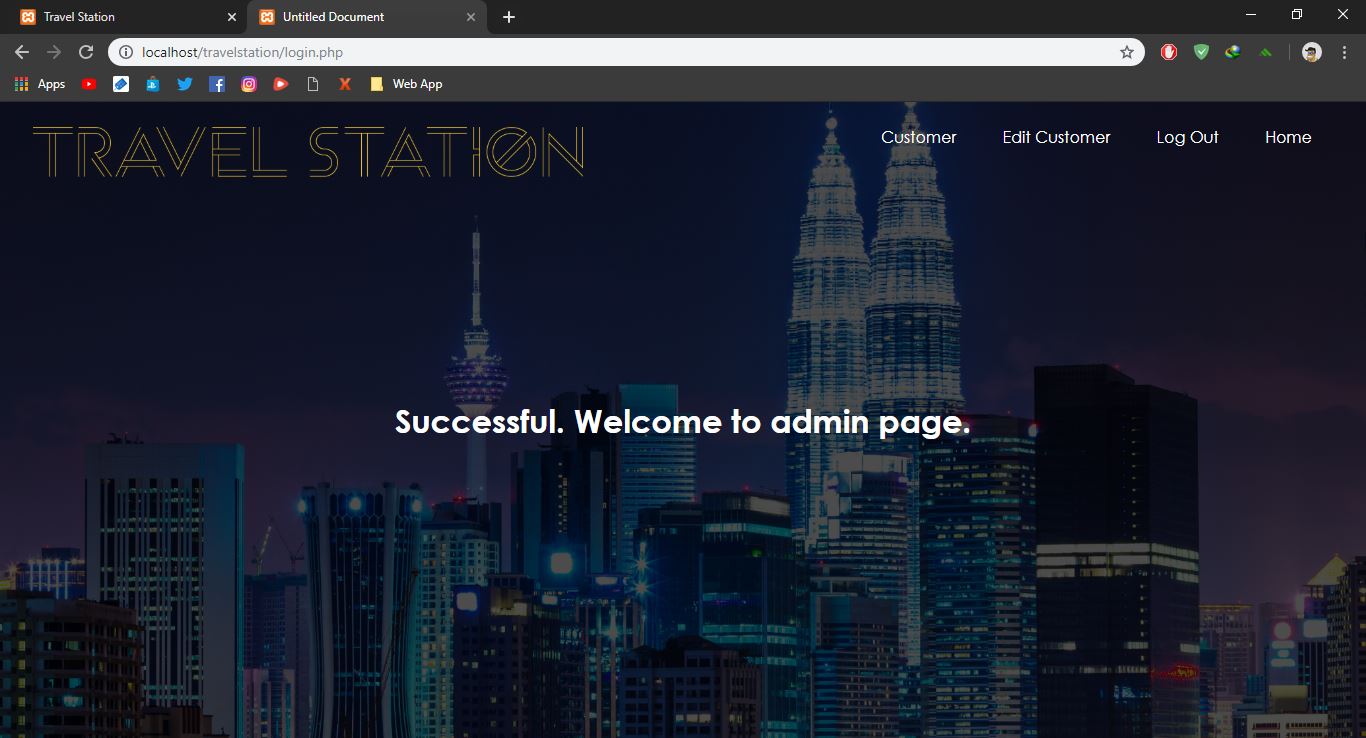 Travel Station
Untitled Document
localhost/travelstation/login.php
Apps
Web App
TRAVEL STATION
Customer
Edit Customer
Log Out
Home
Successful. Welcome to admin page.